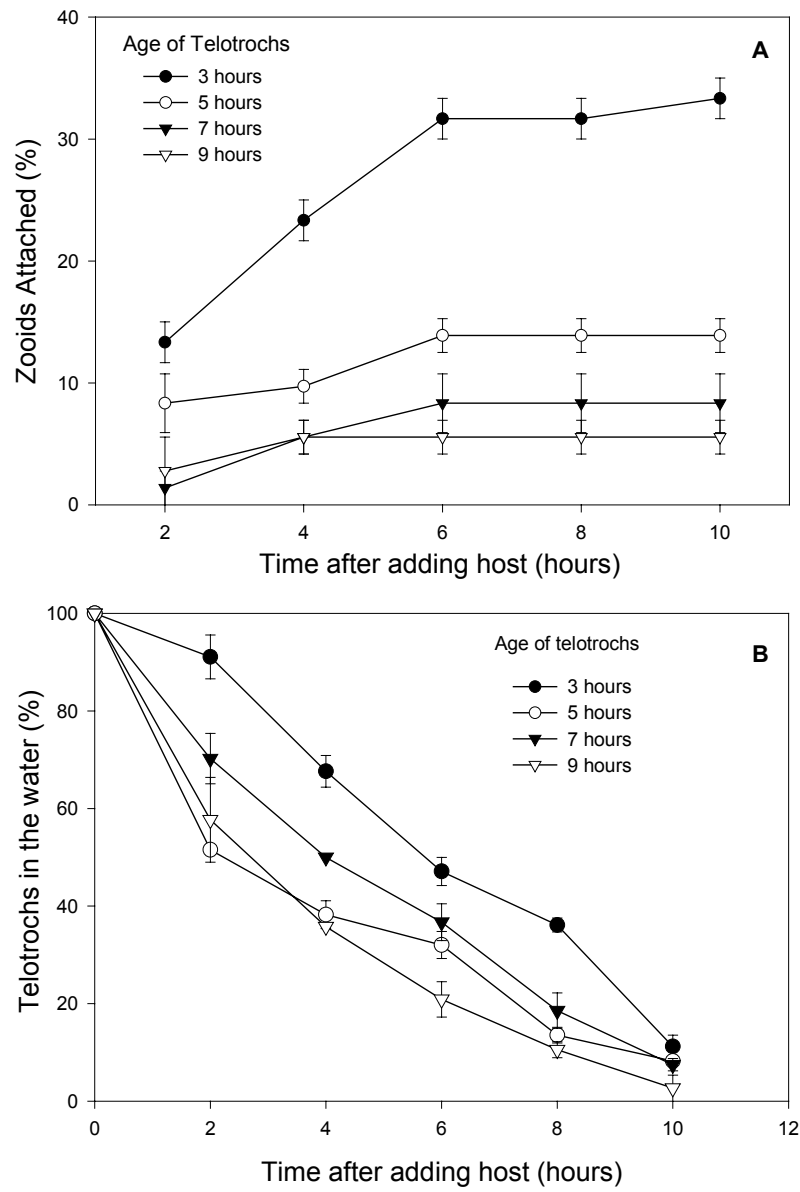 40
Age of Telotrochs
A
3 hours
5 hours
7 hours
9 hours
30
20
10
0
Zooids Attached (%)
2 4 6 8 10
Time after adding host (hours)
100
Age of telotrochs
B
3 hours
5 hours
7 hours
9 hours
80
60
40
20
0
Telotrochs in the water (%)
0 2 4 6 8 10 12
Time after adding host (hours)